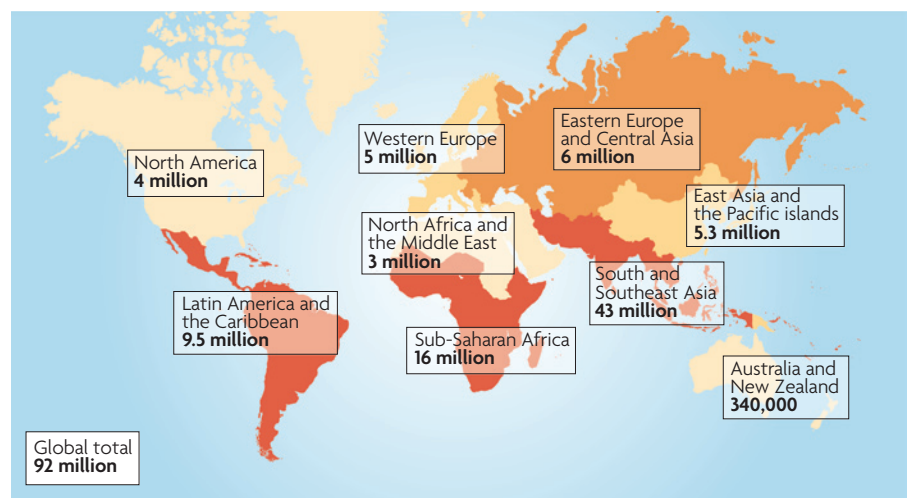 North America
4 million
Western Europe
5 million
Eastern Europe
and Central Asia
6 million
East Asia and
the Pacific islands
5.3 million
North Africa and
the Middle East
3 million
South and
Southeast Asia
43 million
Latin America and
the Caribbean
9.5 million
Sub-Saharan Africa
16 million
Australia and
New Zealand
340,000
Global total
92 million